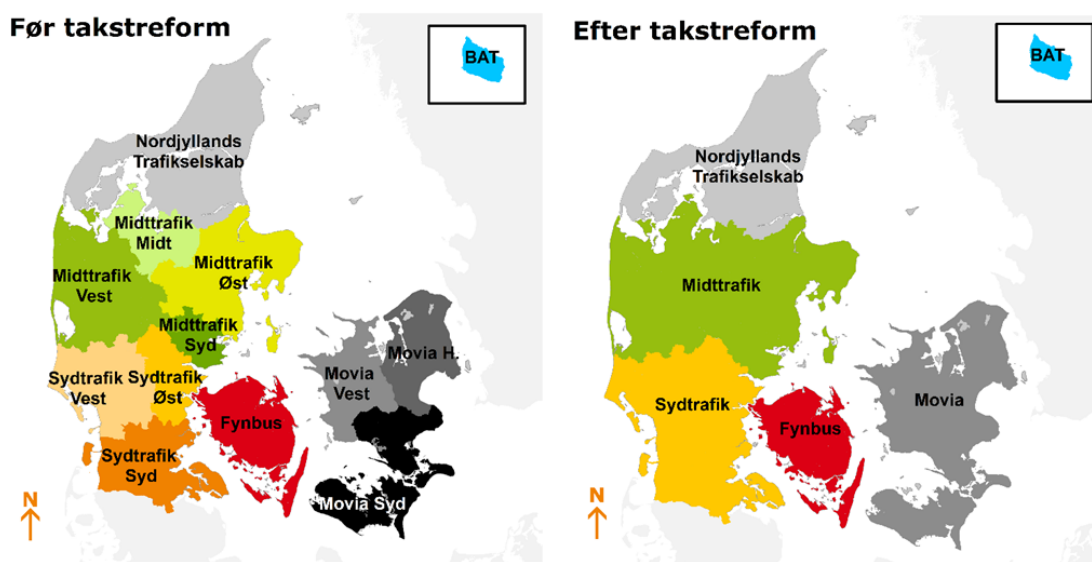 Før takstreform
BAT
Nordjyllands
Trafikselskab
Midttrafik
Midt
Midttrafik
Øst
Midttrafik
Vest
Midttrafik
Syd
Movia H.
Movia
Vest
Sydtrafik
Vest
Sydtrafik
Øst
Fynbus
Sydtrafik
Syd
Movia Syd
N
Efter takstreform
BAT
Nordjyllands
Trafikselskab
Midttrafik
Sydtrafik
Movia
Fynbus
N